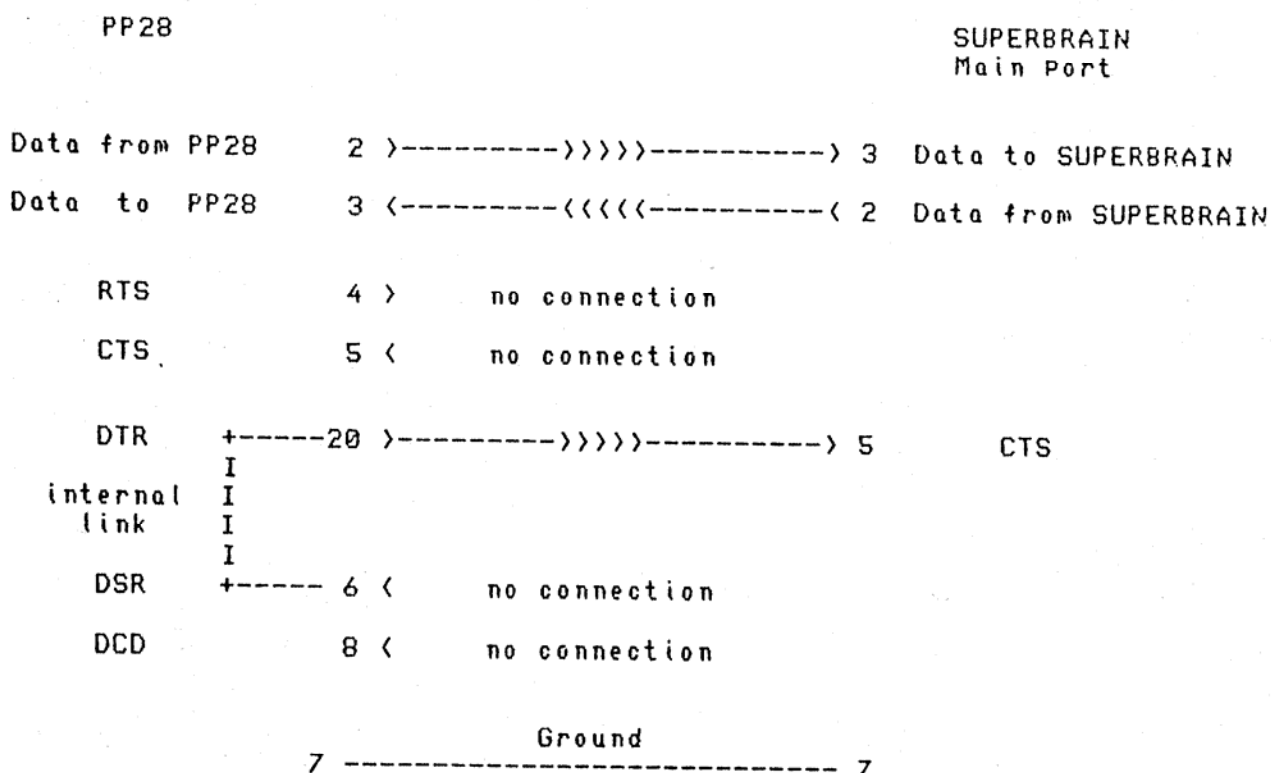 PP28
SUPERBRAIN
Main Port
Data from PP28 2 >--------->>>>>----------> 3 Data to SUPERBRAIN
Data to PP28 3 <---------<<<<<----------< 2 Data from SUPERBRAIN
RTS 4 > no connection
CTS 5 < no connection
DTR +-----20 >--------->>>>>----------> 5 CTS
I
internal I
link I
I
DSR +----- 6 < no connection
DCD 8 < no connection
Ground
7 ---------------------------- 7